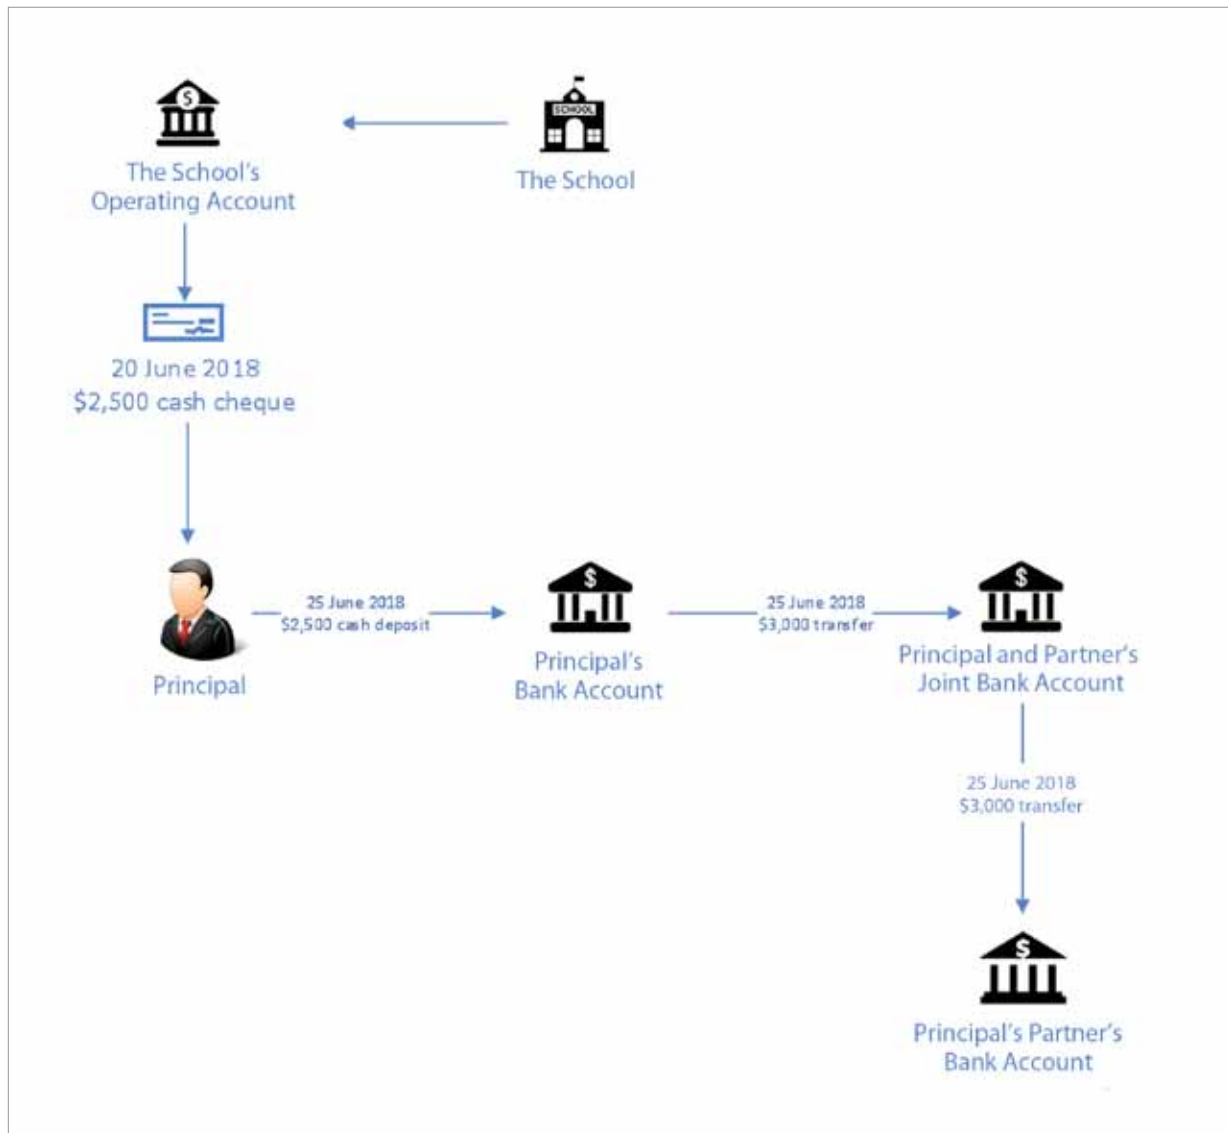 $
SCHOOL
The School's
Operating Account
The School
20 June 2018
$2,500 cash cheque
$
$
25 June 2018
$2,500 cash deposit
25 June 2018
$3,000 transfer
Principal
Principal's
Bank Account
Principal and Partner's
Joint Bank Account
25 June 2018
$3,000 transfer
$
Principal's Partner's
Bank Account